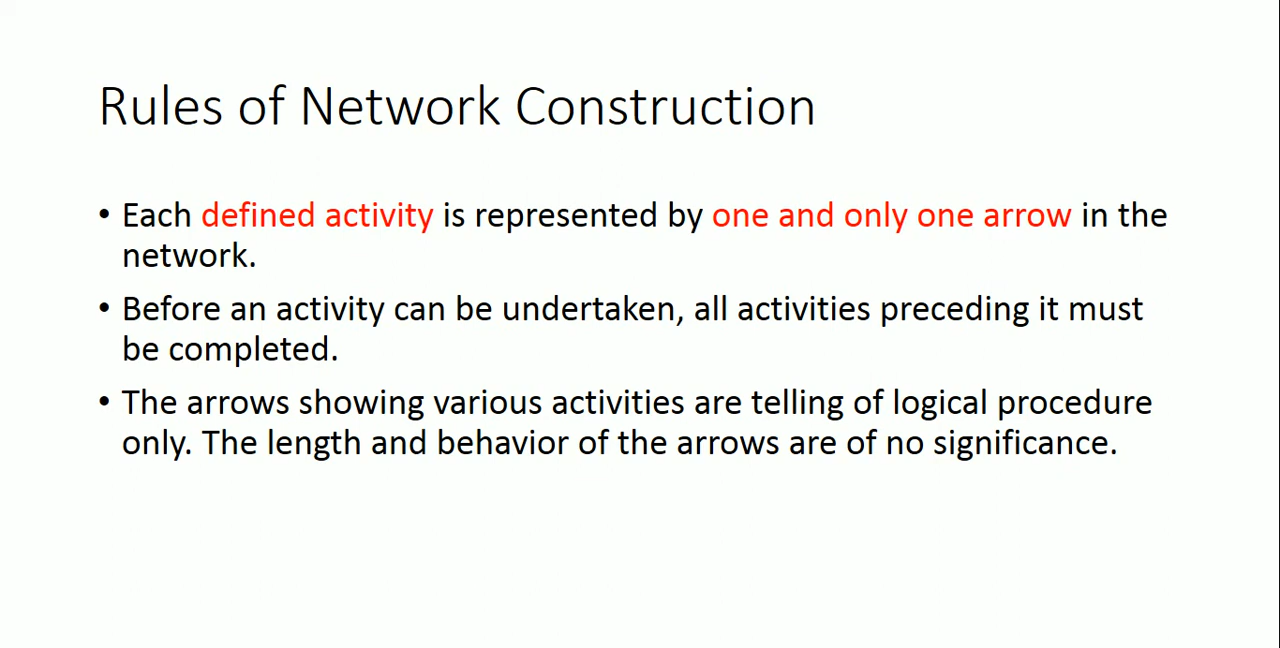 Rules of Network Construction
• Each defined activity is represented by one and only one arrow in the
network.
• Before an activity can be undertaken, all activities preceding it must
be completed.
• The arrows showing various activities are telling of logical procedure
only. The length and behavior of the arrows are of no significance.